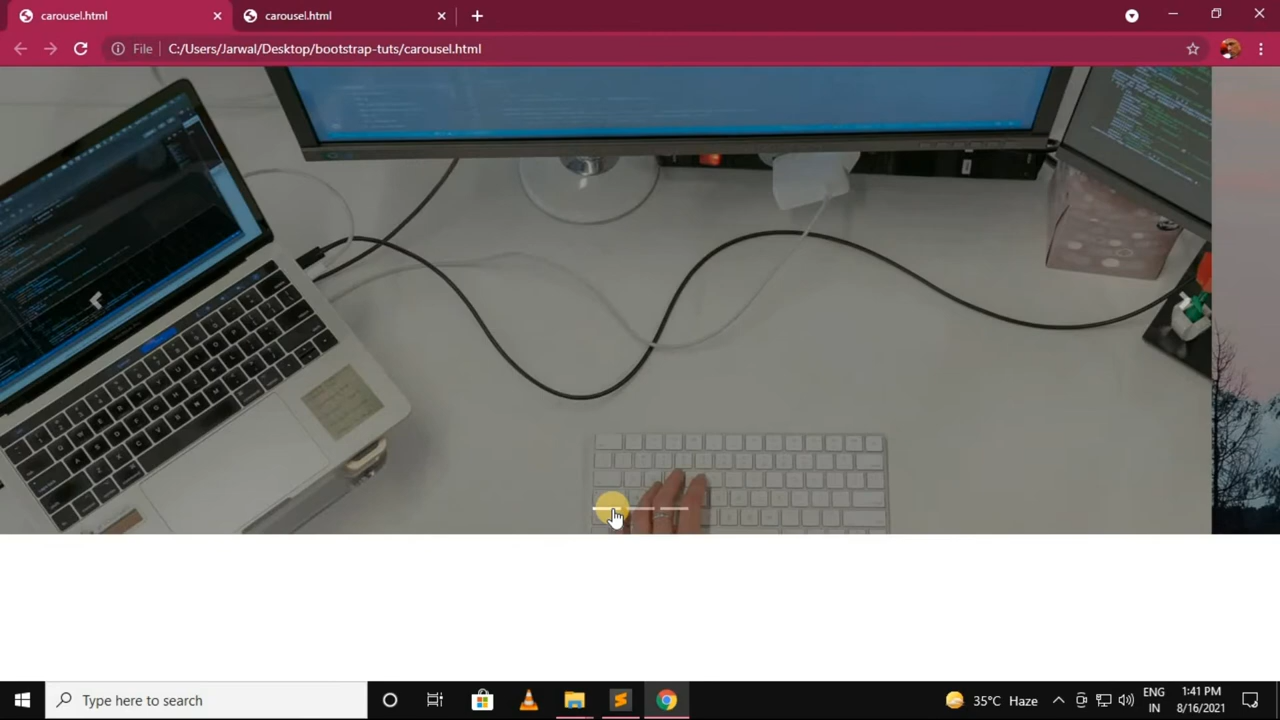 carousel.html
carousel.html
File
C:/Users/Jarwal/Desktop/bootstrap-tuts/carousel.html
Type here to search
35°C Haze
ENG
IN
1:41 PM
8/16/2021